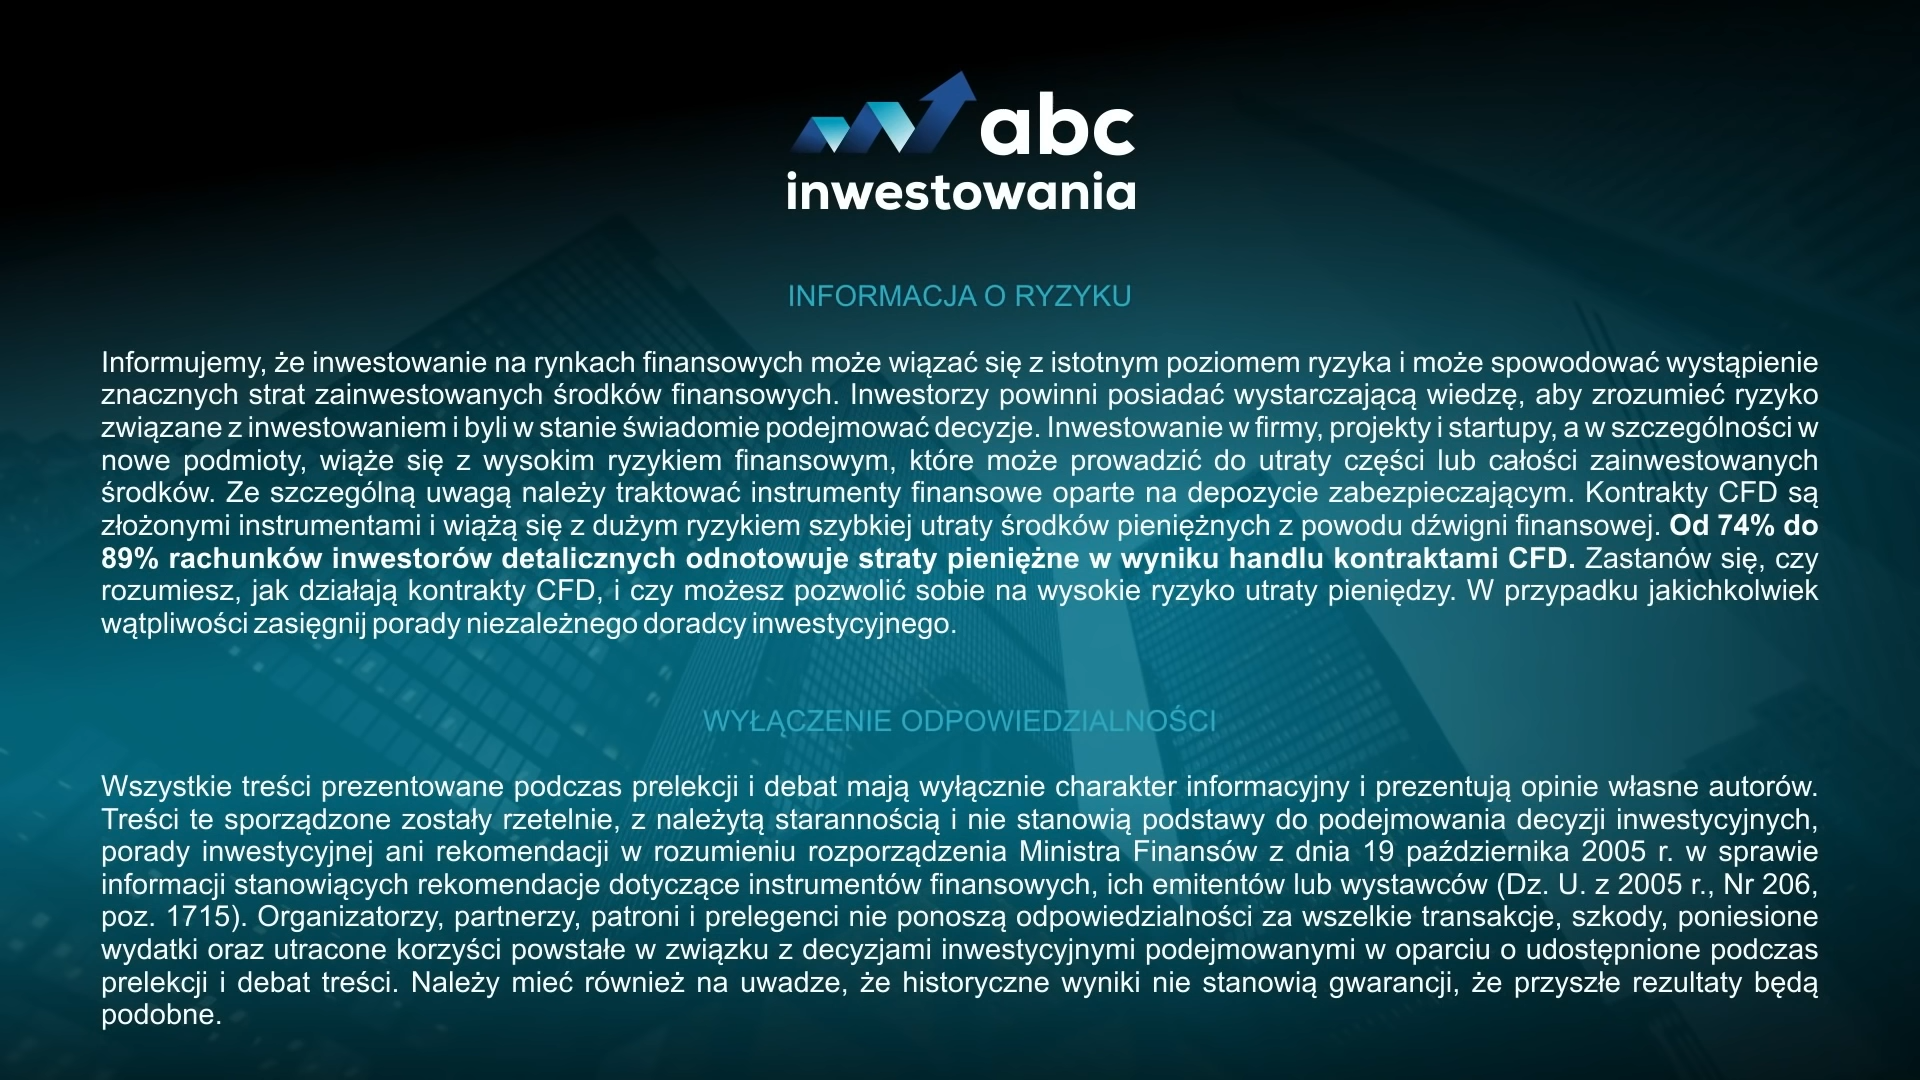 abc
inwestowania
INFORMACJA O RYZYKU
Informujemy, że inwestowanie na rynkach finansowych może wiązać się z istotnym poziomem ryzyka i może spowodować wystąpienie
znacznych strat zainwestowanych środków finansowych. Inwestorzy powinni posiadać wystarczającą wiedzę, aby zrozumieć ryzyko
związane z inwestowaniem i byli w stanie świadomie podejmować decyzje. Inwestowanie w firmy, projekty i startupy, a w szczególności w
nowe podmioty, wiąże się z wysokim ryzykiem finansowym, które może prowadzić do utraty części lub całości zainwestowanych
środków. Ze szczególną uwagą należy traktować instrumenty finansowe oparte na depozycie zabezpieczającym. Kontrakty CFD są
złożonymi instrumentami i wiążą się z dużym ryzykiem szybkiej utraty środków pieniężnych z powodu dźwigni finansowej. Od 74% do
89% rachunków inwestorów detalicznych odnotowuje straty pieniężne w wyniku handlu kontraktami CFD. Zastanów się, czy
rozumiesz, jak działają kontrakty CFD, i czy możesz pozwolić sobie na wysokie ryzyko utraty pieniędzy. W przypadku jakichkolwiek
wątpliwości zasięgnij porady niezależnego doradcy inwestycyjnego.
WYŁĄCZENIE ODPOWIEDZIALNOŚCI
Wszystkie treści prezentowane podczas prelekcji i debat mają wyłącznie charakter informacyjny i prezentują opinie własne autorów.
Treści te sporządzone zostały rzetelnie, z należytą starannością i nie stanowią podstawy do podejmowania decyzji inwestycyjnych,
porady inwestycyjnej ani rekomendacji w rozumieniu rozporządzenia Ministra Finansów z dnia 19 października 2005 r. w sprawie
informacji stanowiących rekomendacje dotyczące instrumentów finansowych, ich emitentów lub wystawców (Dz. U. z 2005 r., Nr 206,
poz. 1715). Organizatorzy, partnerzy, patroni i prelegenci nie ponoszą odpowiedzialności za wszelkie transakcje, szkody, poniesione
wydatki oraz utracone korzyści powstałe w związku z decyzjami inwestycyjnymi podejmowanymi w oparciu o udostępnione podczas
prelekcji i debat treści. Należy mieć również na uwadze, że historyczne wyniki nie stanowią gwarancji, że przyszłe rezultaty będą
podobne.